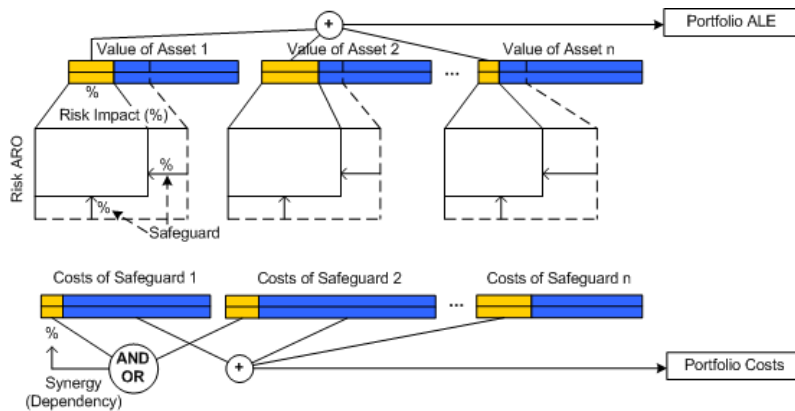 +
Portfolio ALE
Value of Asset 1
Value of Asset 2
Value of Asset n
...
%
Risk Impact (%)
Risk ARO
%
%
Safeguard
Costs of Safeguard 1
Costs of Safeguard 2
Costs of Safeguard n
...
%
AND
OR
+
Portfolio Costs
Synergy
(Dependency)